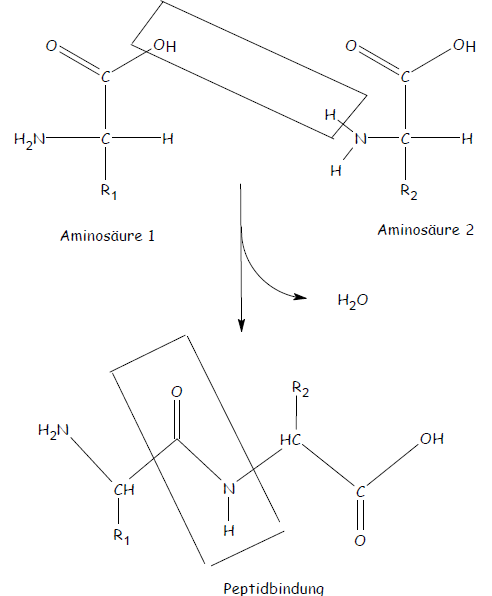 O OH O OH
C C
H
H₂N C H N C H
H
R₁ R₂
Aminosäure 1 Aminosäure 2
H₂O
R₂
O
H₂N HC OH
CH N C
R₁ H O
Peptidbindung